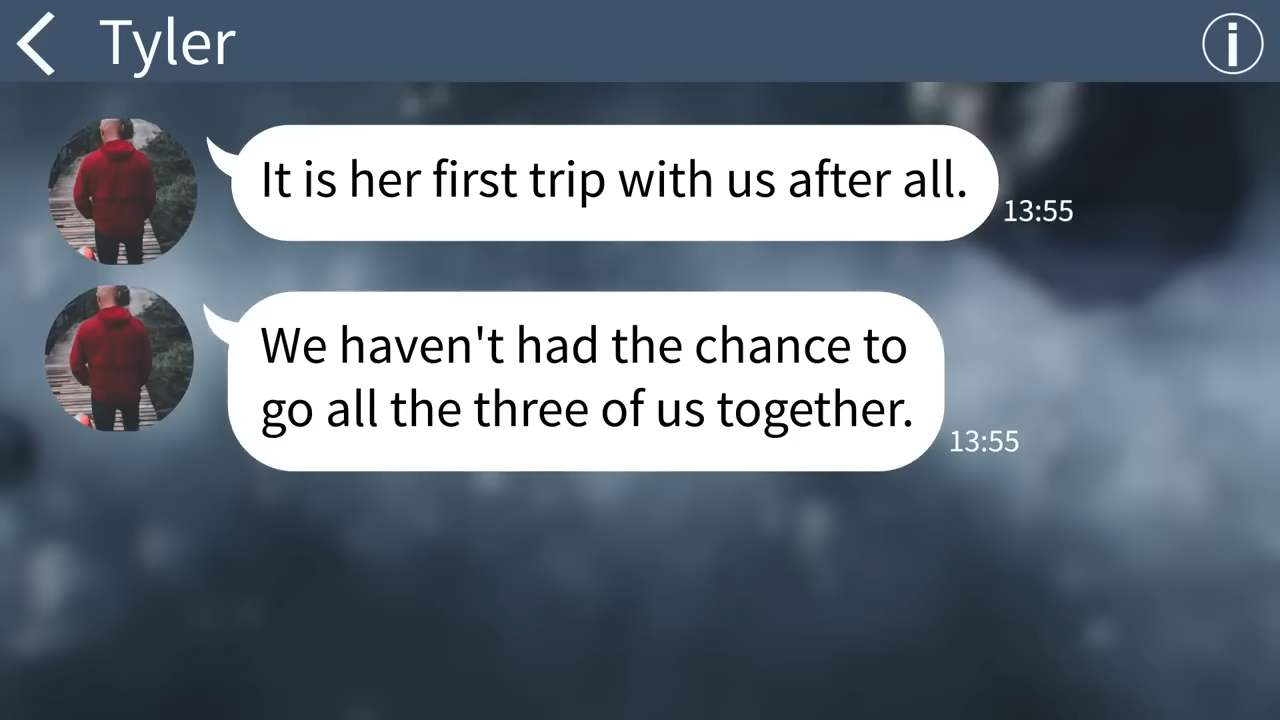 Tyler
It is her first trip with us after all.
13:55
We haven't had the chance to
go all the three of us together.
13:55